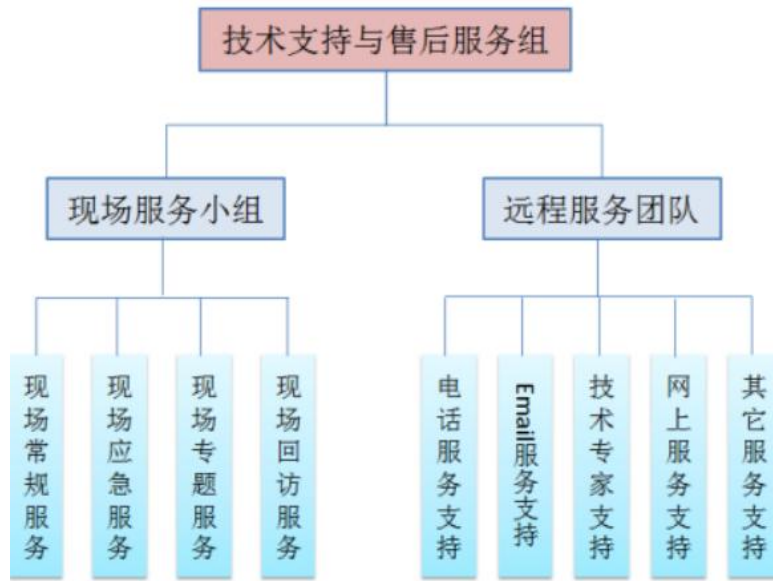 技术支持与售后服务组
现场服务小组
远程服务团队
现场常规服务
现场应急服务
现场专题服务
现场回访服务
电话服务支持
Email服务支持
技术专家支持
网上服务支持
其它服务支持